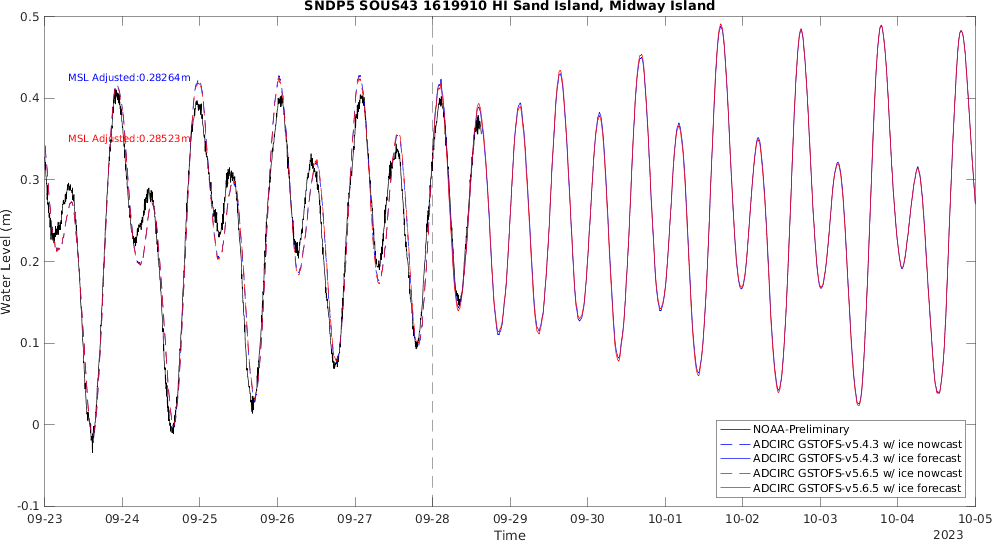 SNDP5 SOUS43 1619910 HI Sand Island, Midway Island
0.5
0.4
0.3
0.2
0.1
0
-0.1
Water Level (m)
MSL Adjusted:0.28264m
MSL Adjusted:0.28523m
NOAA-Preliminary
ADCIRC GSTOFS-v5.4.3 w/ ice nowcast
ADCIRC GSTOFS-v5.4.3 w/ ice forecast
ADCIRC GSTOFS-v5.6.5 w/ ice nowcast
ADCIRC GSTOFS-v5.6.5 w/ ice forecast
09-23 09-24 09-25 09-26 09-27 09-28 09-29 09-30 10-01 10-02 10-03 10-04 10-05
Time
2023